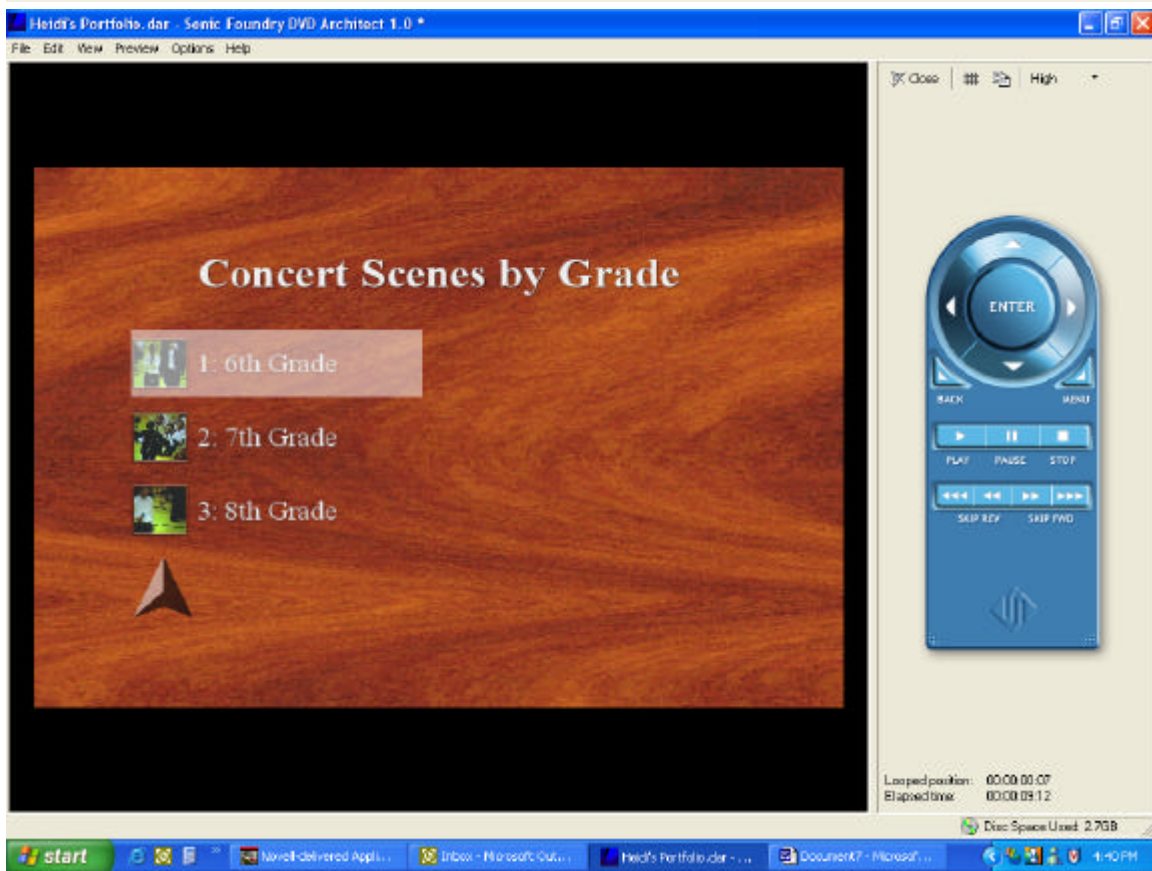 Heidi's Portfolio.dar - Sonic Foundry DVD Architect 1.0 *
File Edit View Preview Options Help
Close High
Concert Scenes by Grade
1: 6th Grade
2: 7th Grade
3: 8th Grade
ENTER
BACK MENU
PLAY PAUSE STOP
SKIP REV SKIP FWD
Looped position: 00:00:00:07
Elapsed time: 00:00:09:12
Disc Space Used: 2.7GB
start Novell-delivered Appli... Inbox - Microsoft Out... Heidi's Portfolio.dar - ... Document7 - Microsof... 4:40 PM